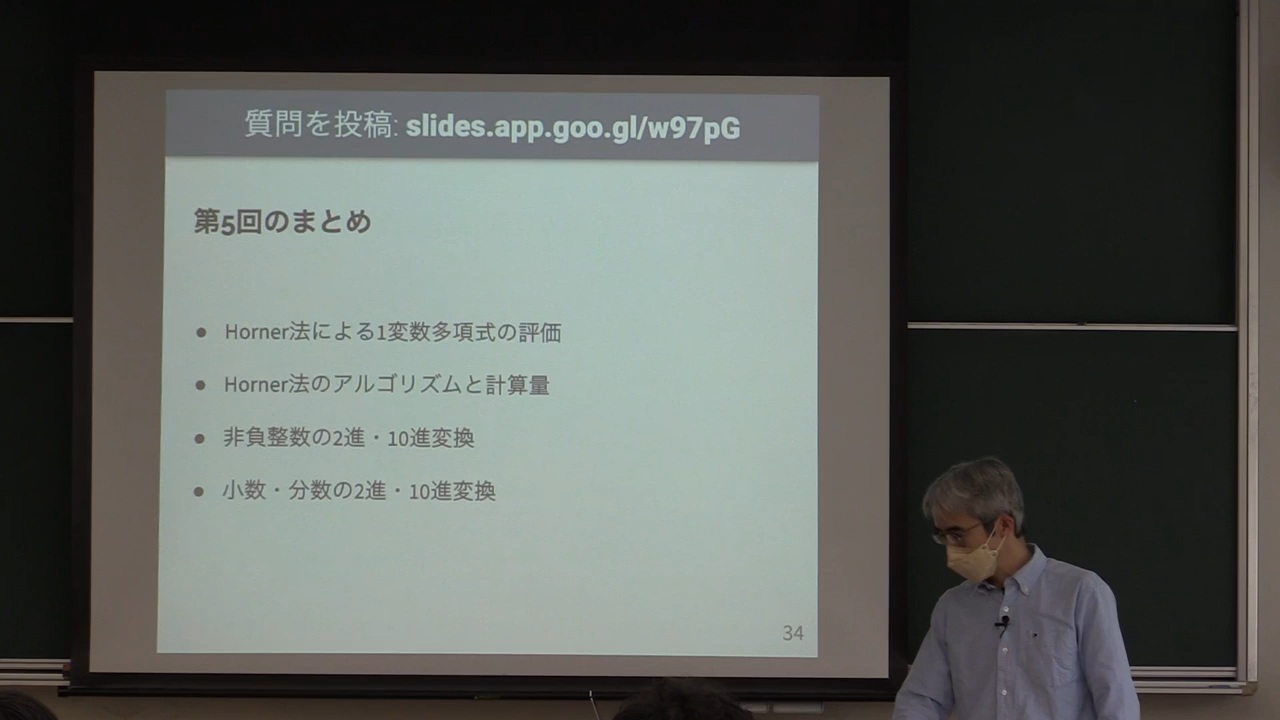 質問を投稿: slides.app.goo.gl/w97pG
第5回のまとめ
● Horner法による1変数多項式の評価
● Horner法のアルゴリズムと計算量
● 非負整数の2進・10進変換
● 小数・分数の2進・10進変換
34